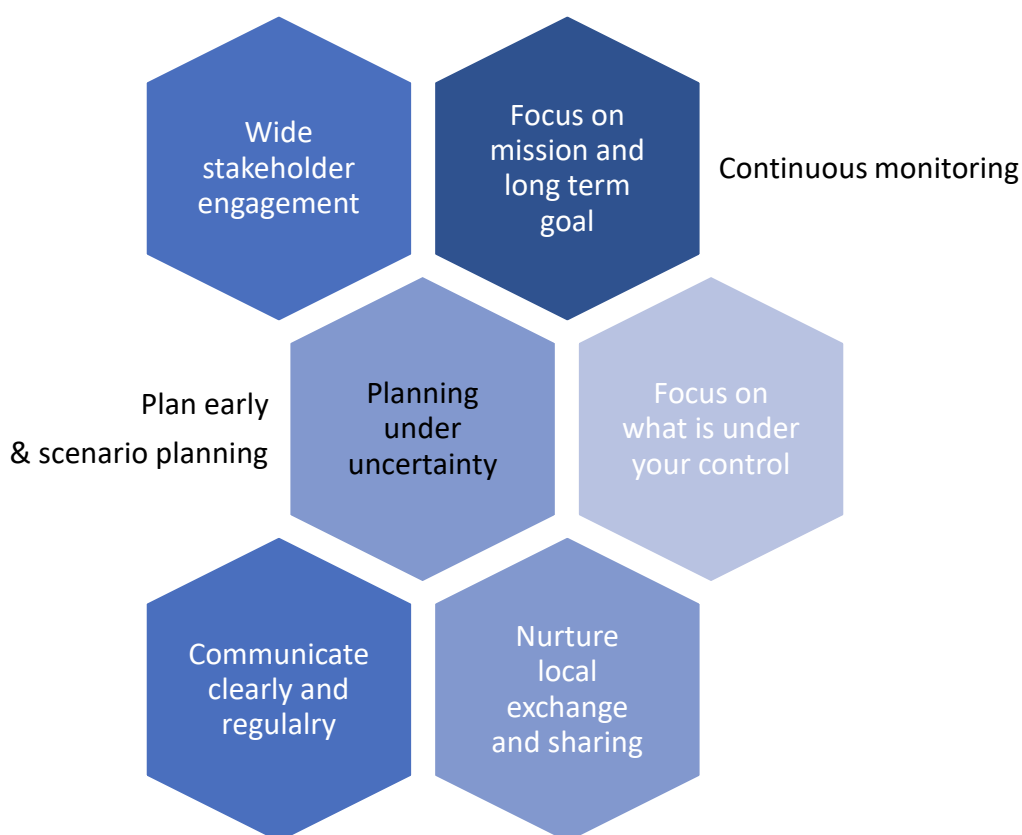 Wide
stakeholder
engagement
Focus on
mission and
long term
goal
Continuous monitoring
Plan early
& scenario planning
Planning
under
uncertainty
Focus on
what is under
your control
Communicate
clearly and
regulalry
Nurture
local
exchange
and sharing